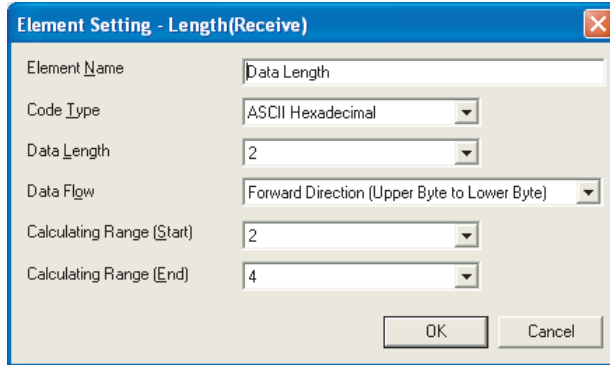 Element Setting - Length(Receive)
Element Name Data Length
Code Type ASCII Hexadecimal
Data Length 2
Data Flow Forward Direction (Upper Byte to Lower Byte)
Calculating Range (Start) 2
Calculating Range (End) 4
OK Cancel